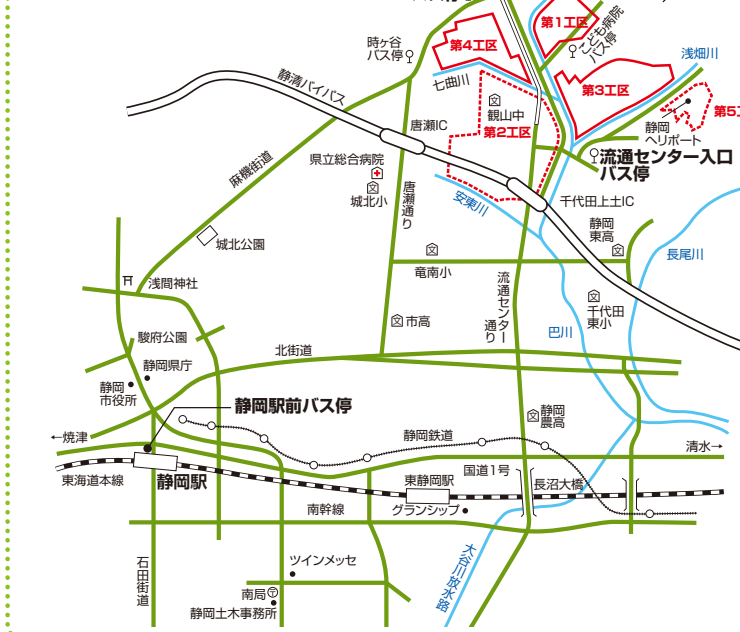 第1工区
こども病院
バス停
第4工区
時ヶ谷
バス停
浅畑川
七曲川
静清バイパス
第3工区
観山中
第5工
唐瀬IC
第2工区
静岡
ヘリポート
流通センター入口
バス停
県立総合病院
麻機街道
城北小
唐瀬通り
安東川
千代田上土IC
静岡
東高
城北公園
長尾川
竜南小
浅間神社
流通センター
通り
千代田
東小
市高
巴川
駿府公園
北街道
静岡県庁
静岡
市役所
静岡駅前バス停
静岡
農高
←焼津
静岡鉄道
清水→
国道1号
東海道本線
静岡駅
東静岡駅
長沼大橋
南幹線
グランシップ
大谷川放水路
石田街道
ツインメッセ
南局
静岡土木事務所